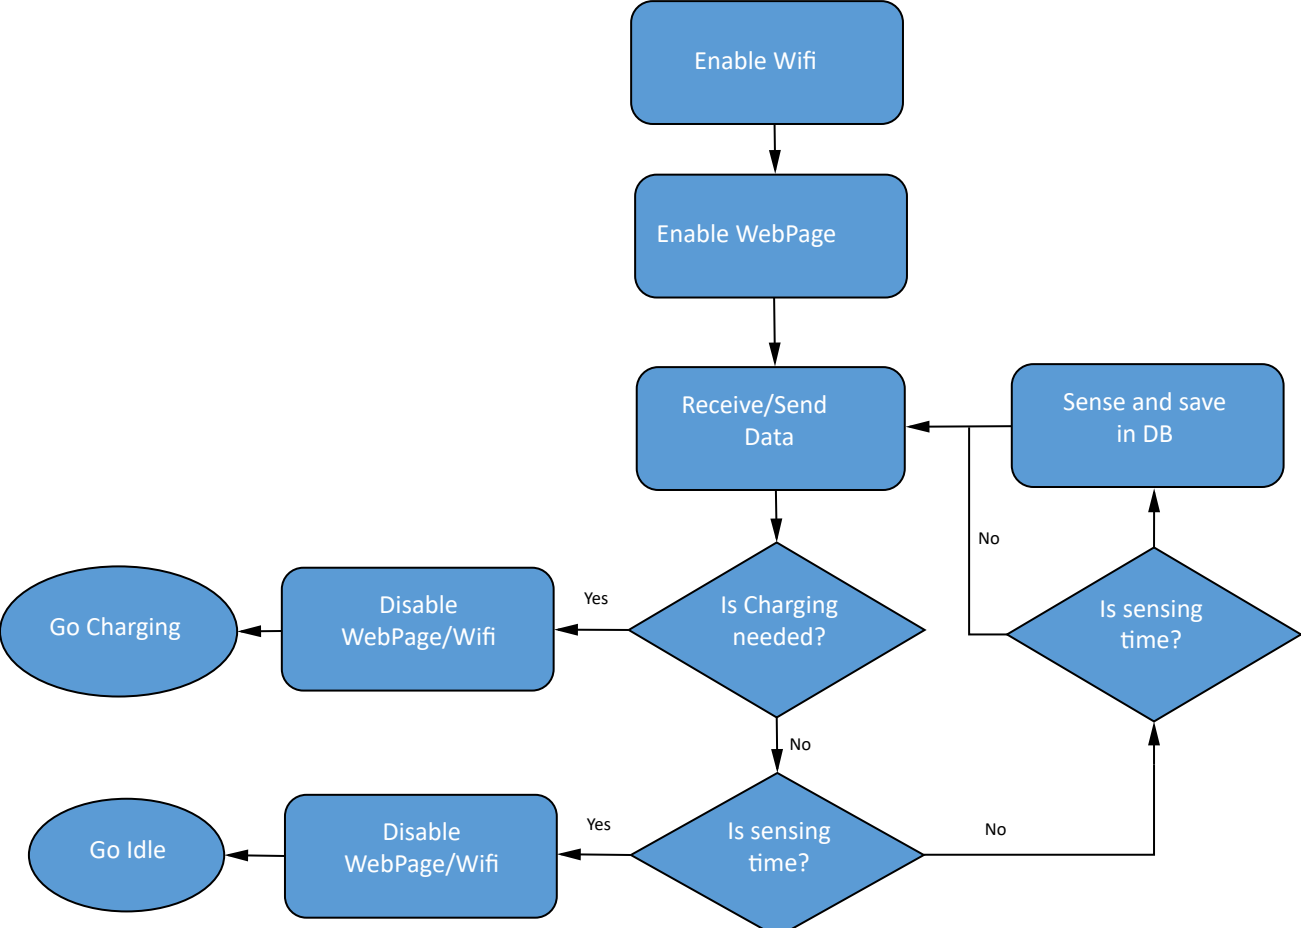 Enable Wifi
Enable WebPage
Receive/Send
Data
Sense and save
in DB
No
Is sensing
time?
Is Charging
needed?
Yes
Disable
WebPage/Wifi
Go Charging
No
Is sensing
time?
No
Yes
Disable
WebPage/Wifi
Go Idle